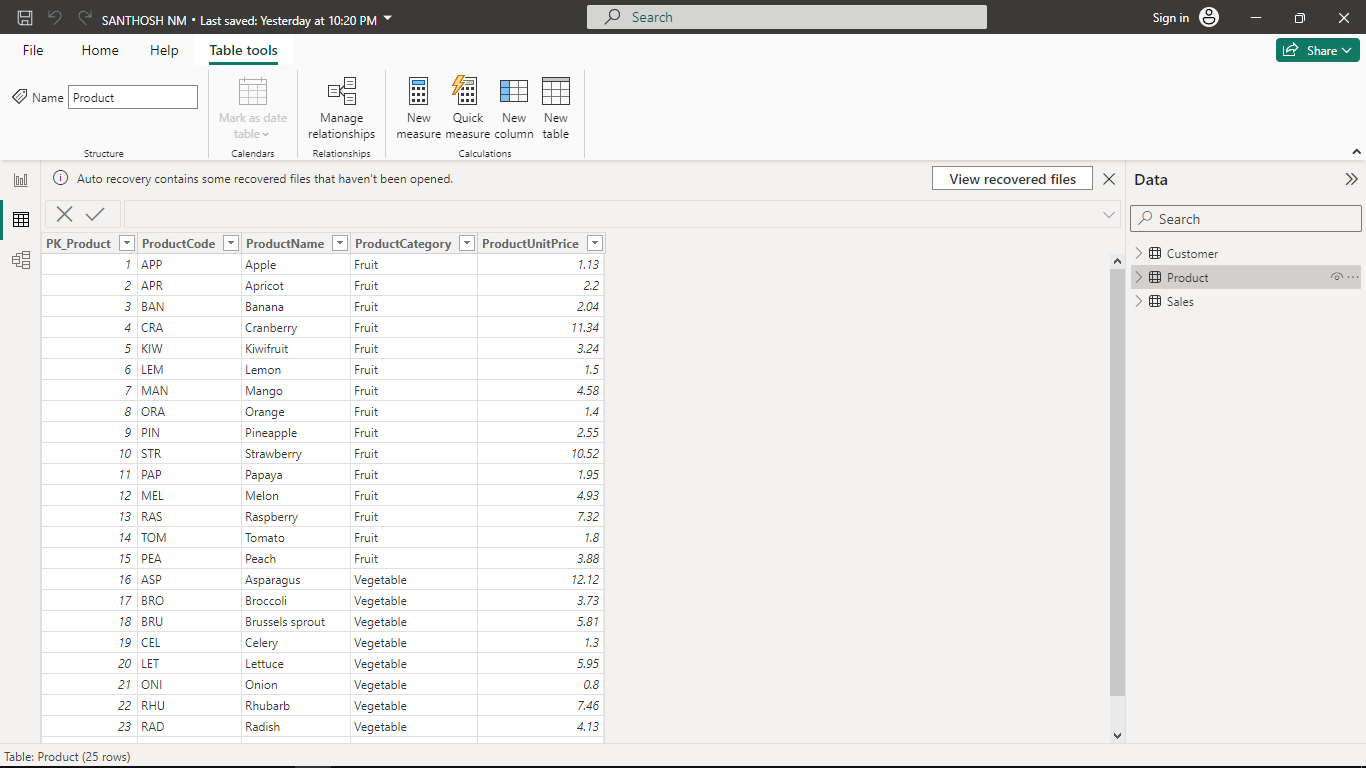 SANTHOSH NM • Last saved: Yesterday at 10:20 PM
Search
Sign in
File Home Help Table tools
Share
Name Product
Mark as date table
Manage relationships
New measure
Quick measure
New column
New table
Structure Calendars Relationships Calculations
Auto recovery contains some recovered files that haven't been opened.
View recovered files
PK_Product ProductCode ProductName ProductCategory ProductUnitPrice
1 APP Apple Fruit 1.13
2 APR Apricot Fruit 2.2
3 BAN Banana Fruit 2.04
4 CRA Cranberry Fruit 11.34
5 KIW Kiwifruit Fruit 3.24
6 LEM Lemon Fruit 1.5
7 MAN Mango Fruit 4.58
8 ORA Orange Fruit 1.4
9 PIN Pineapple Fruit 2.55
10 STR Strawberry Fruit 10.52
11 PAP Papaya Fruit 1.95
12 MEL Melon Fruit 4.93
13 RAS Raspberry Fruit 7.32
14 TOM Tomato Fruit 1.8
15 PEA Peach Fruit 3.88
16 ASP Asparagus Vegetable 12.12
17 BRO Broccoli Vegetable 3.73
18 BRU Brussels sprout Vegetable 5.81
19 CEL Celery Vegetable 1.3
20 LET Lettuce Vegetable 5.95
21 ONI Onion Vegetable 0.8
22 RHU Rhubarb Vegetable 7.46
23 RAD Radish Vegetable 4.13
Data
Search
Customer
Product
Sales
Table: Product (25 rows)